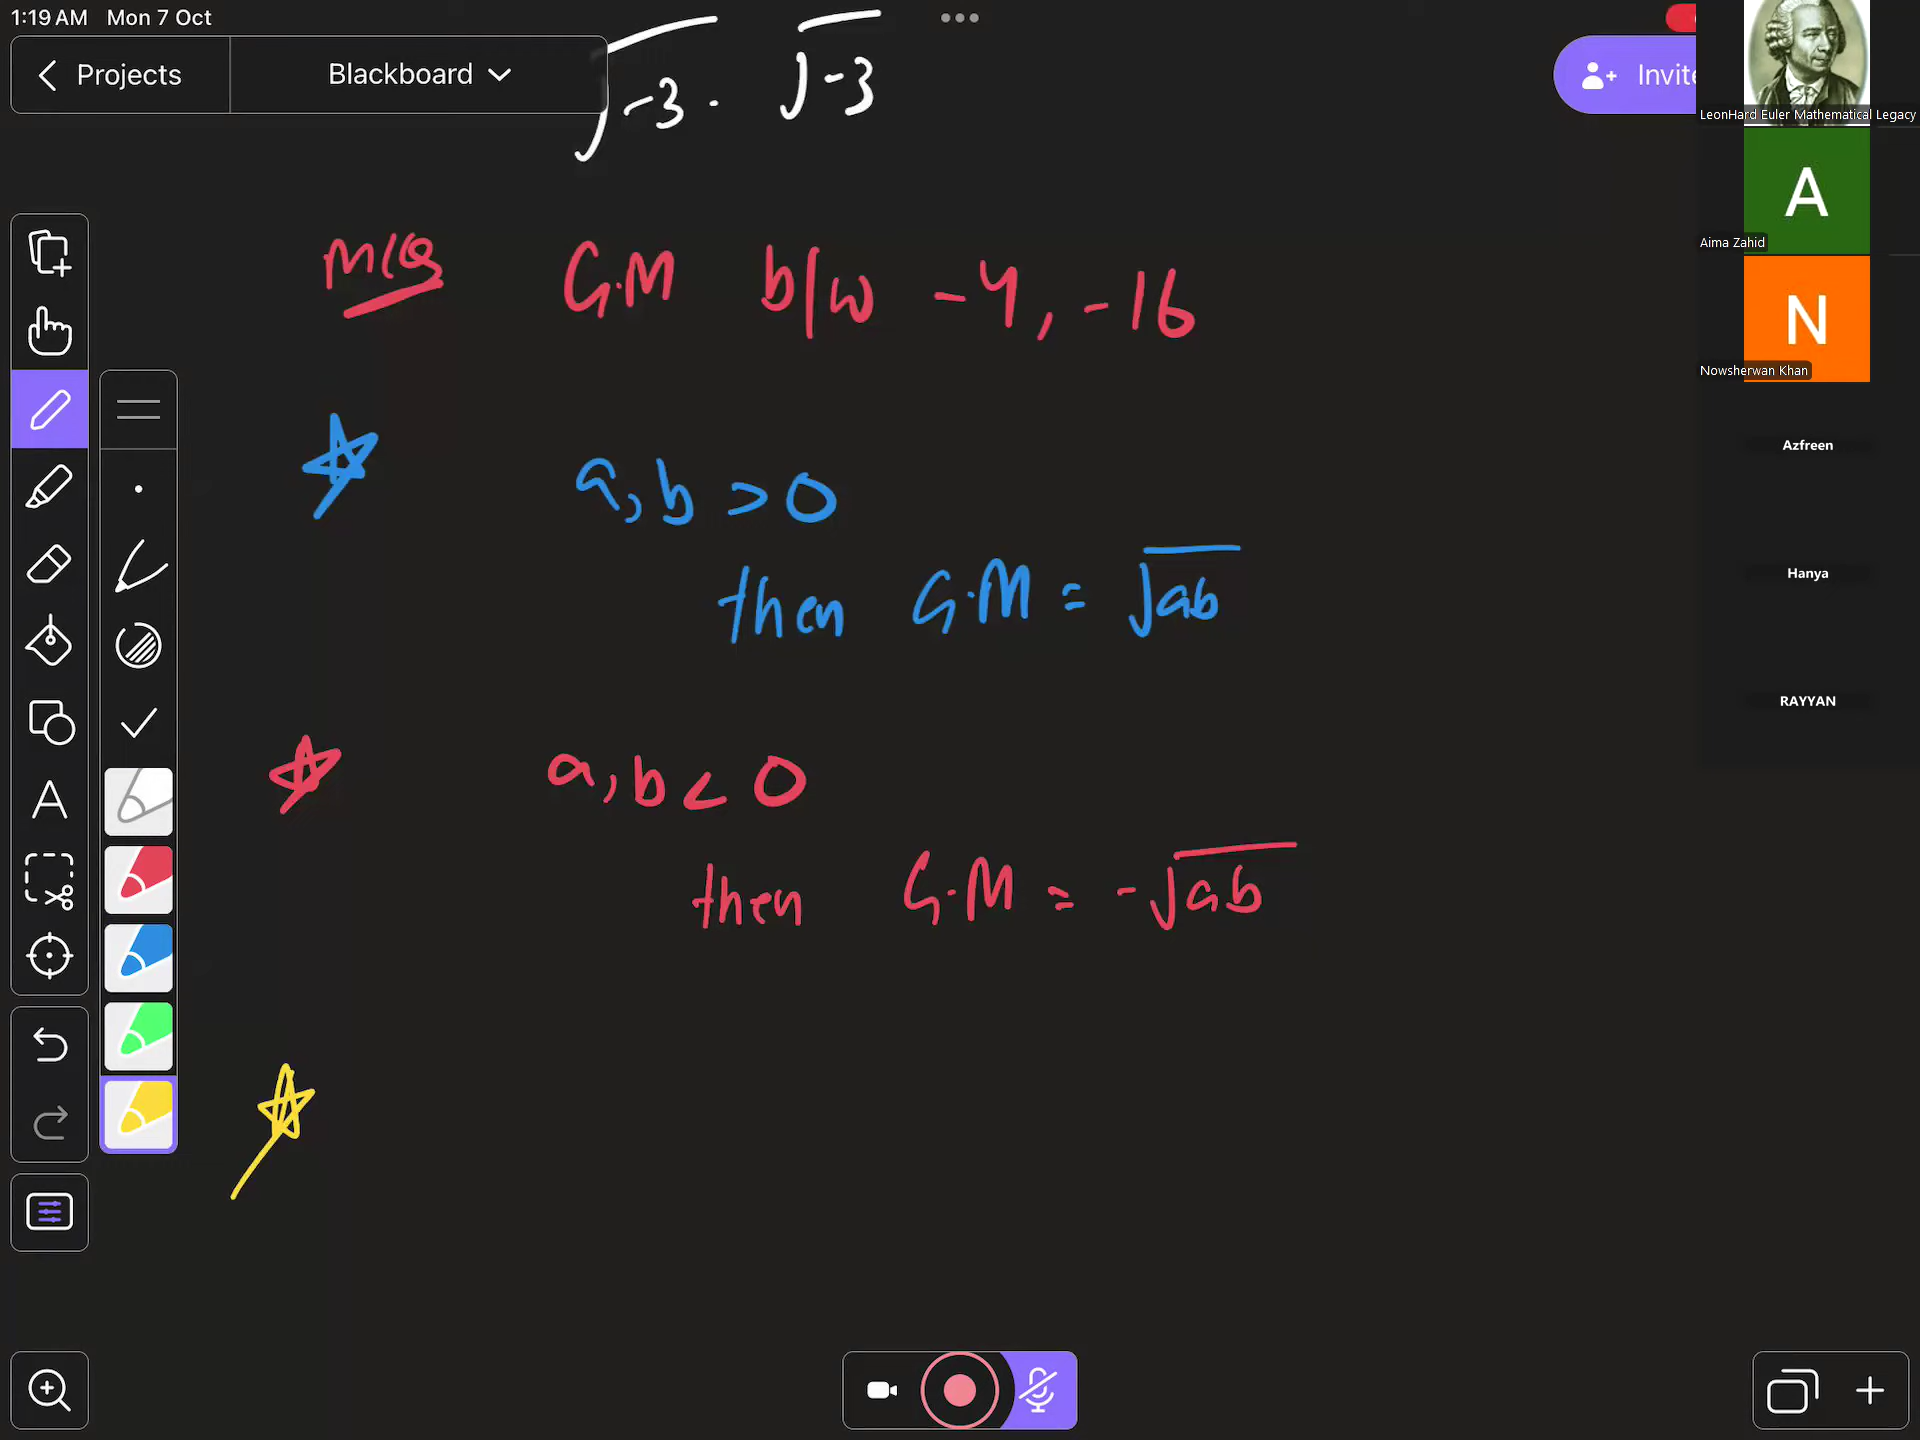 1:19 AM Mon 7 Oct
Projects
Blackboard
Invite
√-3 . √-3
LeonHard Euler Mathematical Legacy
A
Aima Zahid
N
Nowsherwan Khan
Azfreen
Hanya
RAYYAN
MCQ G.M b/w -4, -16
a, b > 0
then G.M = √ab
a, b < 0
then G.M = -√ab